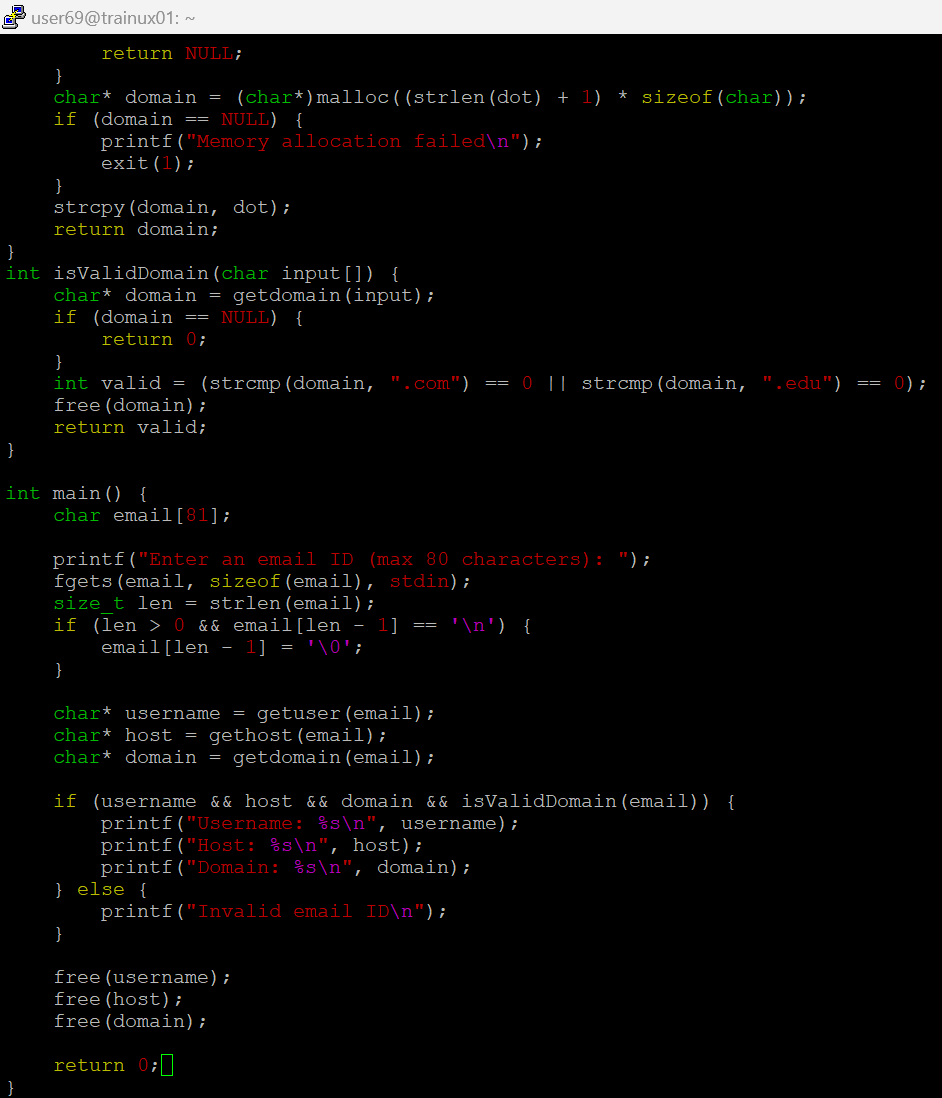 user69@trainux01: ~
        return NULL;
    }
    char* domain = (char*)malloc((strlen(dot) + 1) * sizeof(char));
    if (domain == NULL) {
        printf("Memory allocation failed\n");
        exit(1);
    }
    strcpy(domain, dot);
    return domain;
}
int isValidDomain(char input[]) {
    char* domain = getdomain(input);
    if (domain == NULL) {
        return 0;
    }
    int valid = (strcmp(domain, ".com") == 0 || strcmp(domain, ".edu") == 0);
    free(domain);
    return valid;
}

int main() {
    char email[81];

    printf("Enter an email ID (max 80 characters): ");
    fgets(email, sizeof(email), stdin);
    size_t len = strlen(email);
    if (len > 0 && email[len - 1] == '\n') {
        email[len - 1] = '\0';
    }

    char* username = getuser(email);
    char* host = gethost(email);
    char* domain = getdomain(email);

    if (username && host && domain && isValidDomain(email)) {
        printf("Username: %s\n", username);
        printf("Host: %s\n", host);
        printf("Domain: %s\n", domain);
    } else {
        printf("Invalid email ID\n");
    }

    free(username);
    free(host);
    free(domain);

    return 0;
}